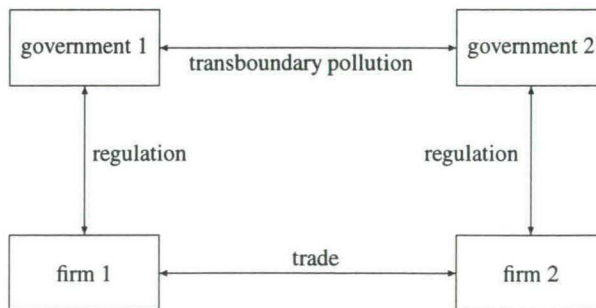 government 1
government 2
transboundary pollution
regulation
regulation
firm 1
trade
firm 2